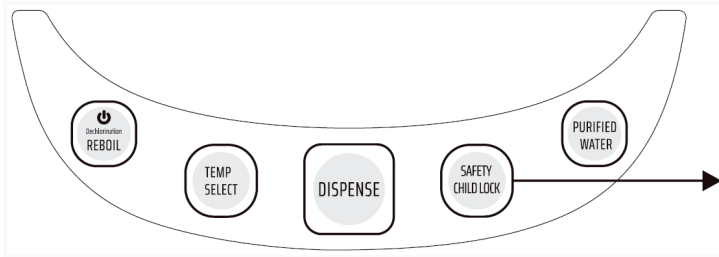 Dechlorination
REBOIL
TEMP
SELECT
DISPENSE
SAFETY
CHILD LOCK
PURIFIED
WATER